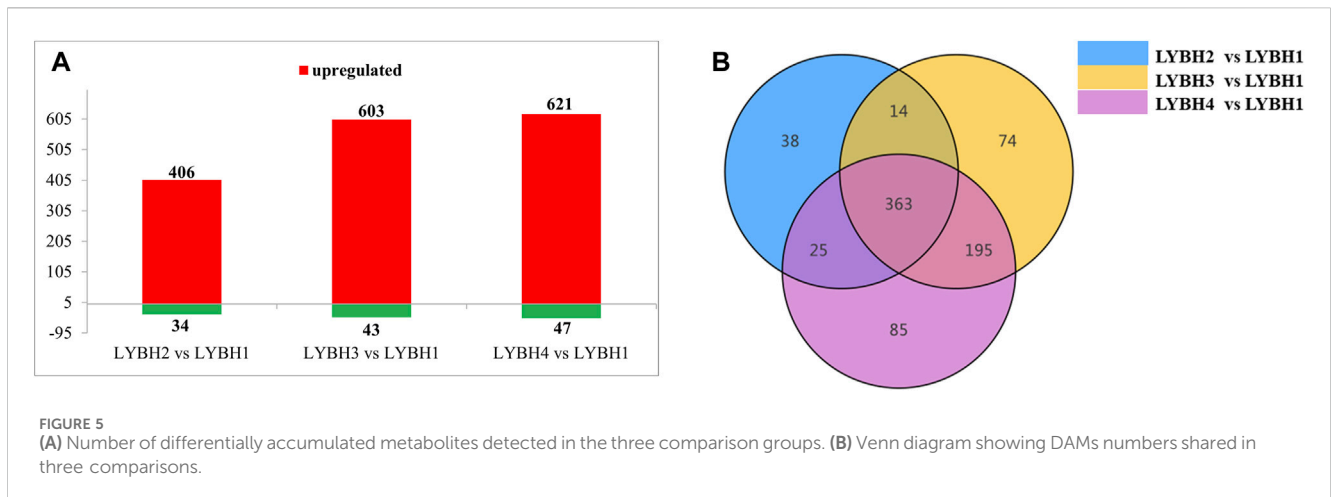 A
upregulated
605
505
405
305
205
105
5
-95
406
603
621
34
43
47
LYBH2 vs LYBH1
LYBH3 vs LYBH1
LYBH4 vs LYBH1
B
LYBH2 vs LYBH1
LYBH3 vs LYBH1
LYBH4 vs LYBH1
14
38
74
363
25
195
85
FIGURE 5
(A) Number of differentially accumulated metabolites detected in the three comparison groups. (B) Venn diagram showing DAMs numbers shared in
three comparisons.